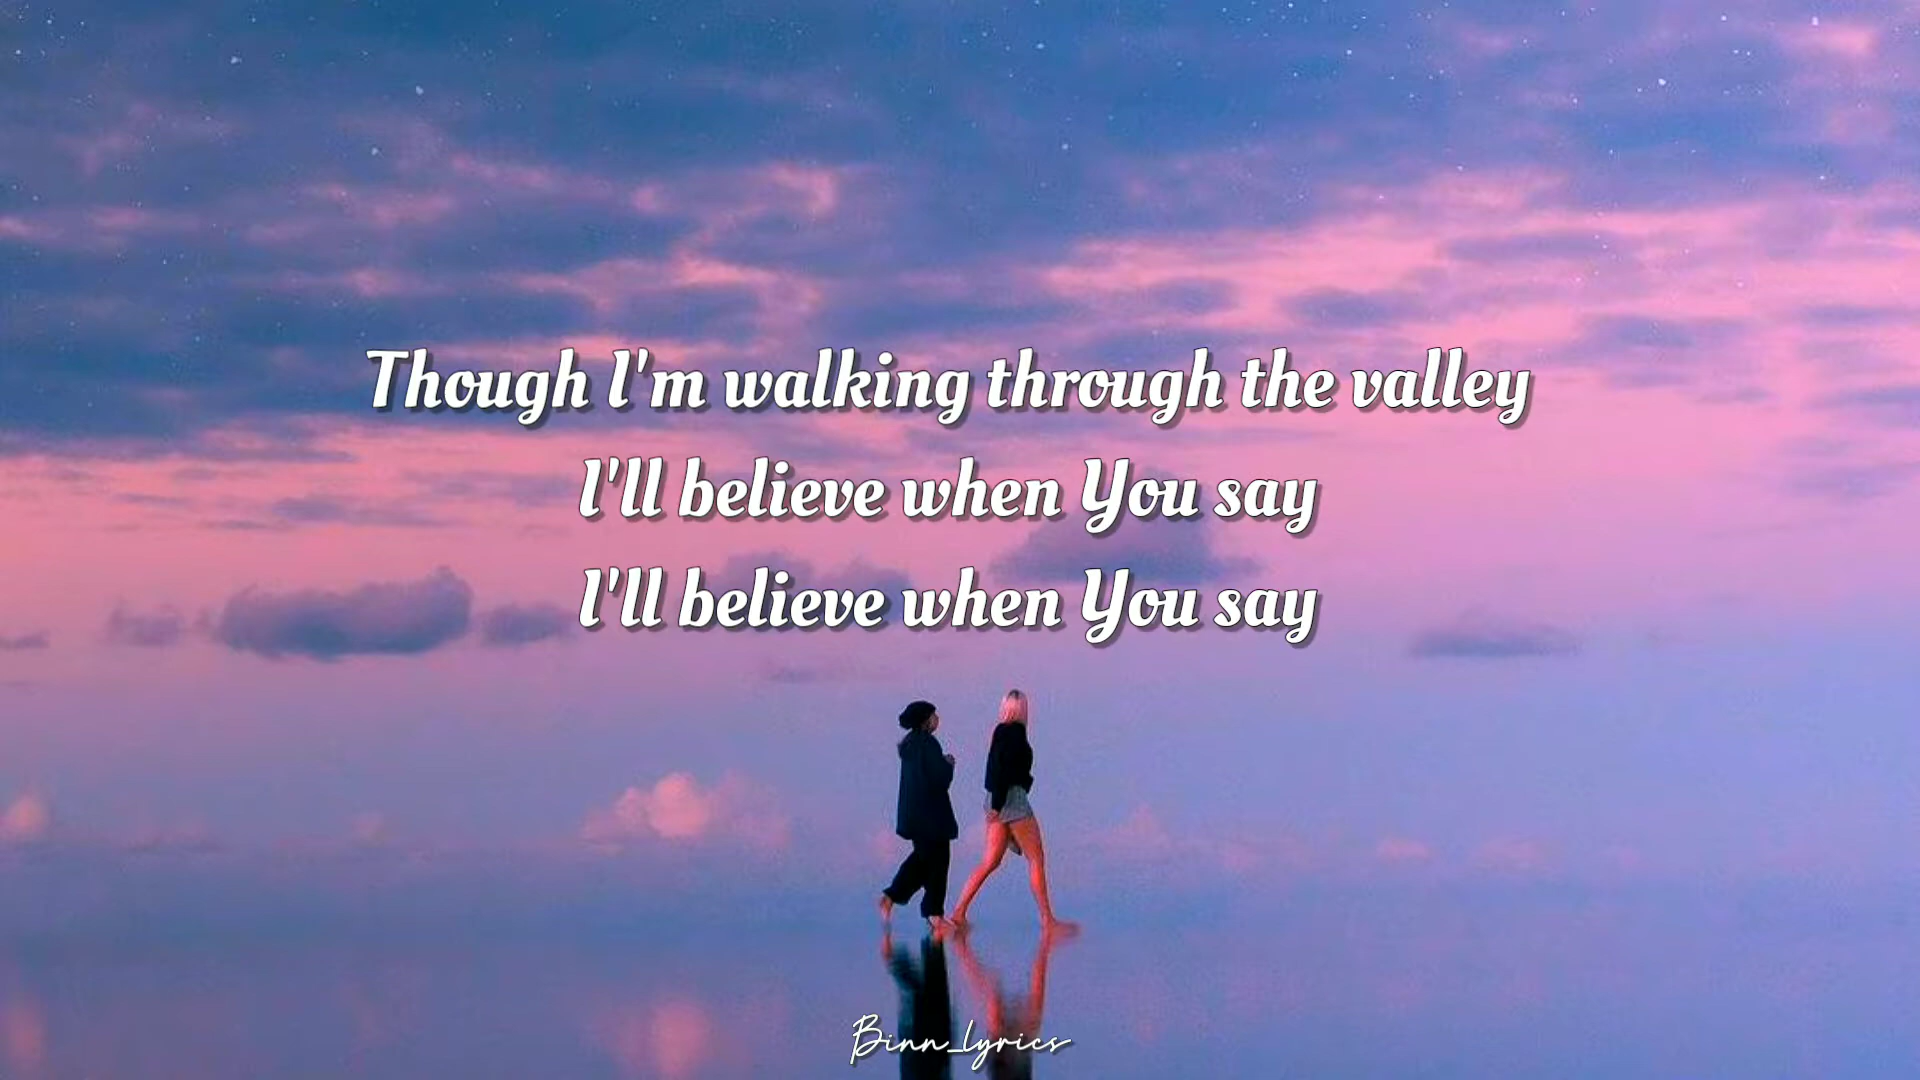 Though I'm walking through the valley
I'll believe when You say
I'll believe when You say
Binn_lyrics